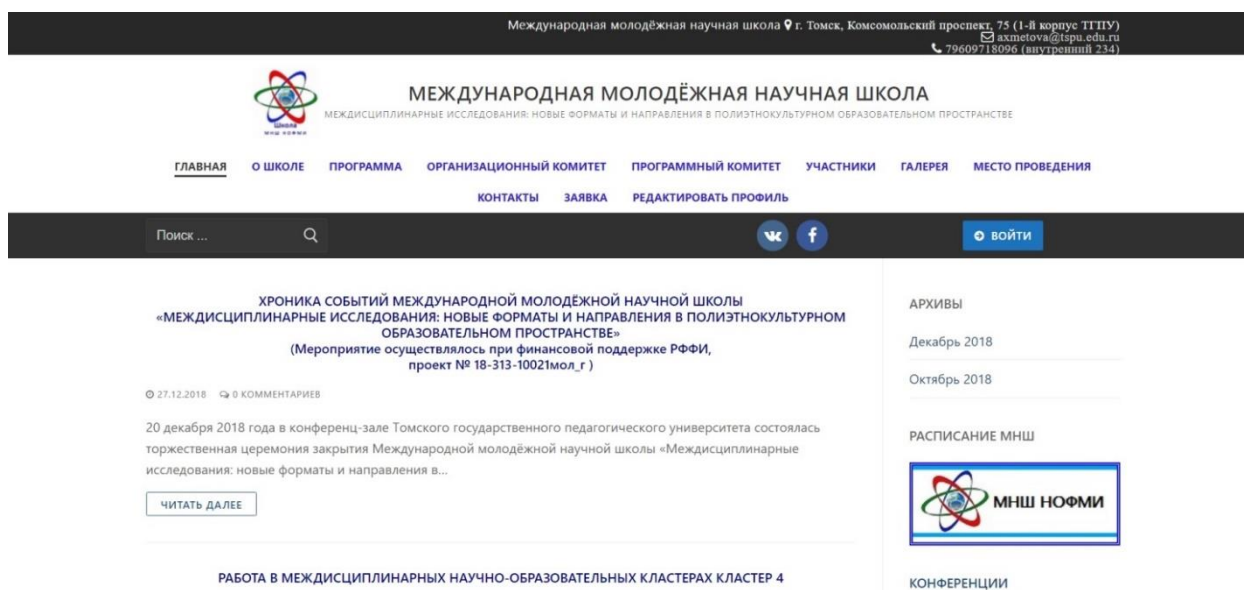 Международная молодёжная научная школа г. Томск, Комсомольский проспект, 75 (1-й корпус ТГПУ)
axmetova@tspu.edu.ru
79609718096 (внутренний 234)
Школа
МНШ НОФМИ
МЕЖДУНАРОДНАЯ МОЛОДЁЖНАЯ НАУЧНАЯ ШКОЛА
МЕЖДИСЦИПЛИНАРНЫЕ ИССЛЕДОВАНИЯ: НОВЫЕ ФОРМАТЫ И НАПРАВЛЕНИЯ В ПОЛИЭТНОКУЛЬТУРНОМ ОБРАЗОВАТЕЛЬНОМ ПРОСТРАНСТВЕ
ГЛАВНАЯ О ШКОЛЕ ПРОГРАММА ОРГАНИЗАЦИОННЫЙ КОМИТЕТ ПРОГРАММНЫЙ КОМИТЕТ УЧАСТНИКИ ГАЛЕРЕЯ МЕСТО ПРОВЕДЕНИЯ
КОНТАКТЫ ЗАЯВКА РЕДАКТИРОВАТЬ ПРОФИЛЬ
Поиск ... ВОЙТИ
ХРОНИКА СОБЫТИЙ МЕЖДУНАРОДНОЙ МОЛОДЁЖНОЙ НАУЧНОЙ ШКОЛЫ
«МЕЖДИСЦИПЛИНАРНЫЕ ИССЛЕДОВАНИЯ: НОВЫЕ ФОРМАТЫ И НАПРАВЛЕНИЯ В ПОЛИЭТНОКУЛЬТУРНОМ
ОБРАЗОВАТЕЛЬНОМ ПРОСТРАНСТВЕ»
(Мероприятие осуществлялось при финансовой поддержке РФФИ,
проект № 18-313-10021мол_г )
27.12.2018 0 КОММЕНТАРИЕВ
20 декабря 2018 года в конференц-зале Томского государственного педагогического университета состоялась
торжественная церемония закрытия Международной молодёжной научной школы «Междисциплинарные
исследования: новые форматы и направления в...
ЧИТАТЬ ДАЛЕЕ
РАБОТА В МЕЖДИСЦИПЛИНАРНЫХ НАУЧНО-ОБРАЗОВАТЕЛЬНЫХ КЛАСТЕРАХ КЛАСТЕР 4
АРХИВЫ
Декабрь 2018
Октябрь 2018
РАСПИСАНИЕ МНШ
МНШ НОФМИ
КОНФЕРЕНЦИИ